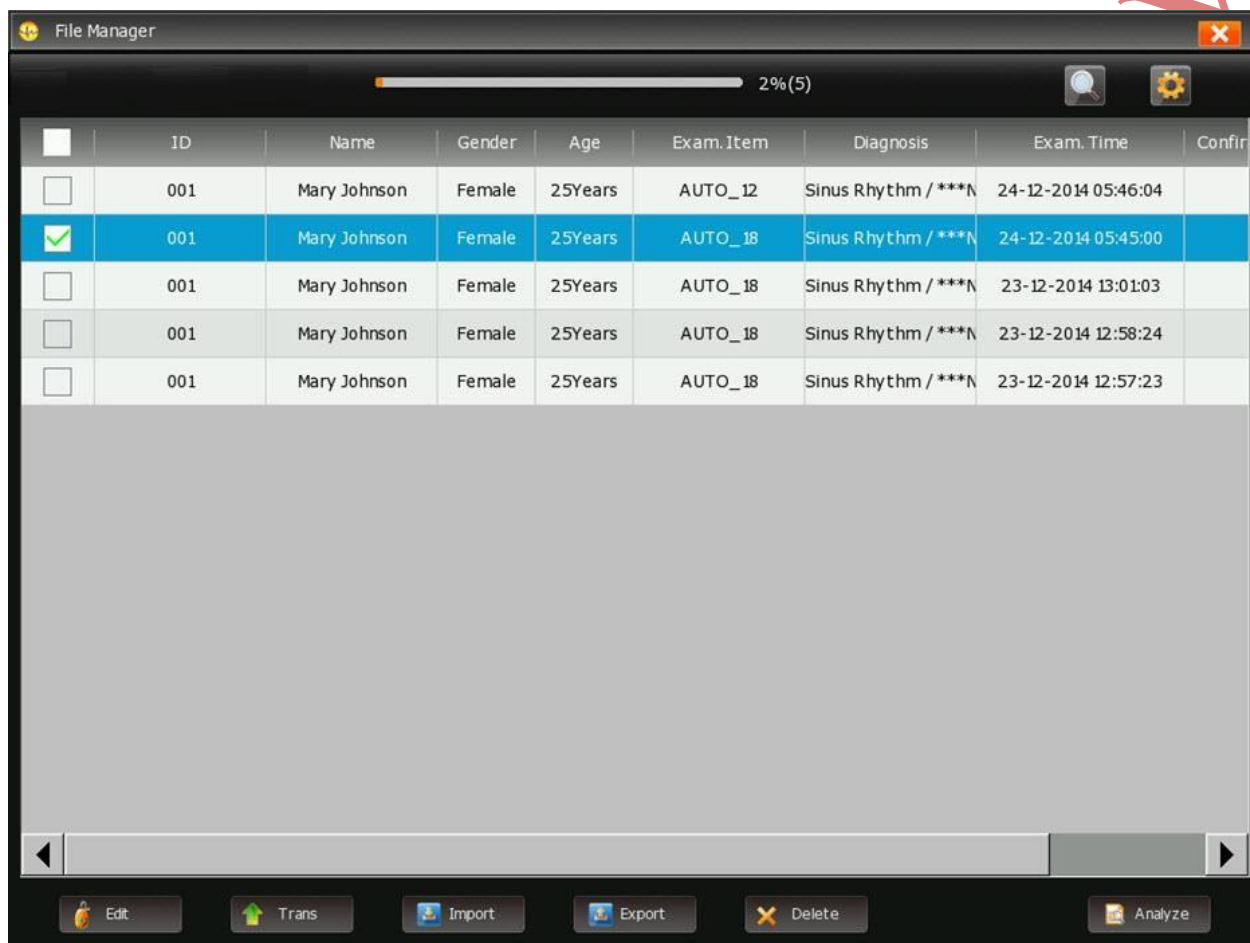 File Manager
2%(5)
ID Name Gender Age Exam.Item Diagnosis Exam.Time Confir
001 Mary Johnson Female 25Years AUTO_12 Sinus Rhythm / ***N 24-12-2014 05:46:04
001 Mary Johnson Female 25Years AUTO_18 Sinus Rhythm / ***N 24-12-2014 05:45:00
001 Mary Johnson Female 25Years AUTO_18 Sinus Rhythm / ***N 23-12-2014 13:01:03
001 Mary Johnson Female 25Years AUTO_18 Sinus Rhythm / ***N 23-12-2014 12:58:24
001 Mary Johnson Female 25Years AUTO_18 Sinus Rhythm / ***N 23-12-2014 12:57:23
Edit Trans Import Export Delete Analyze